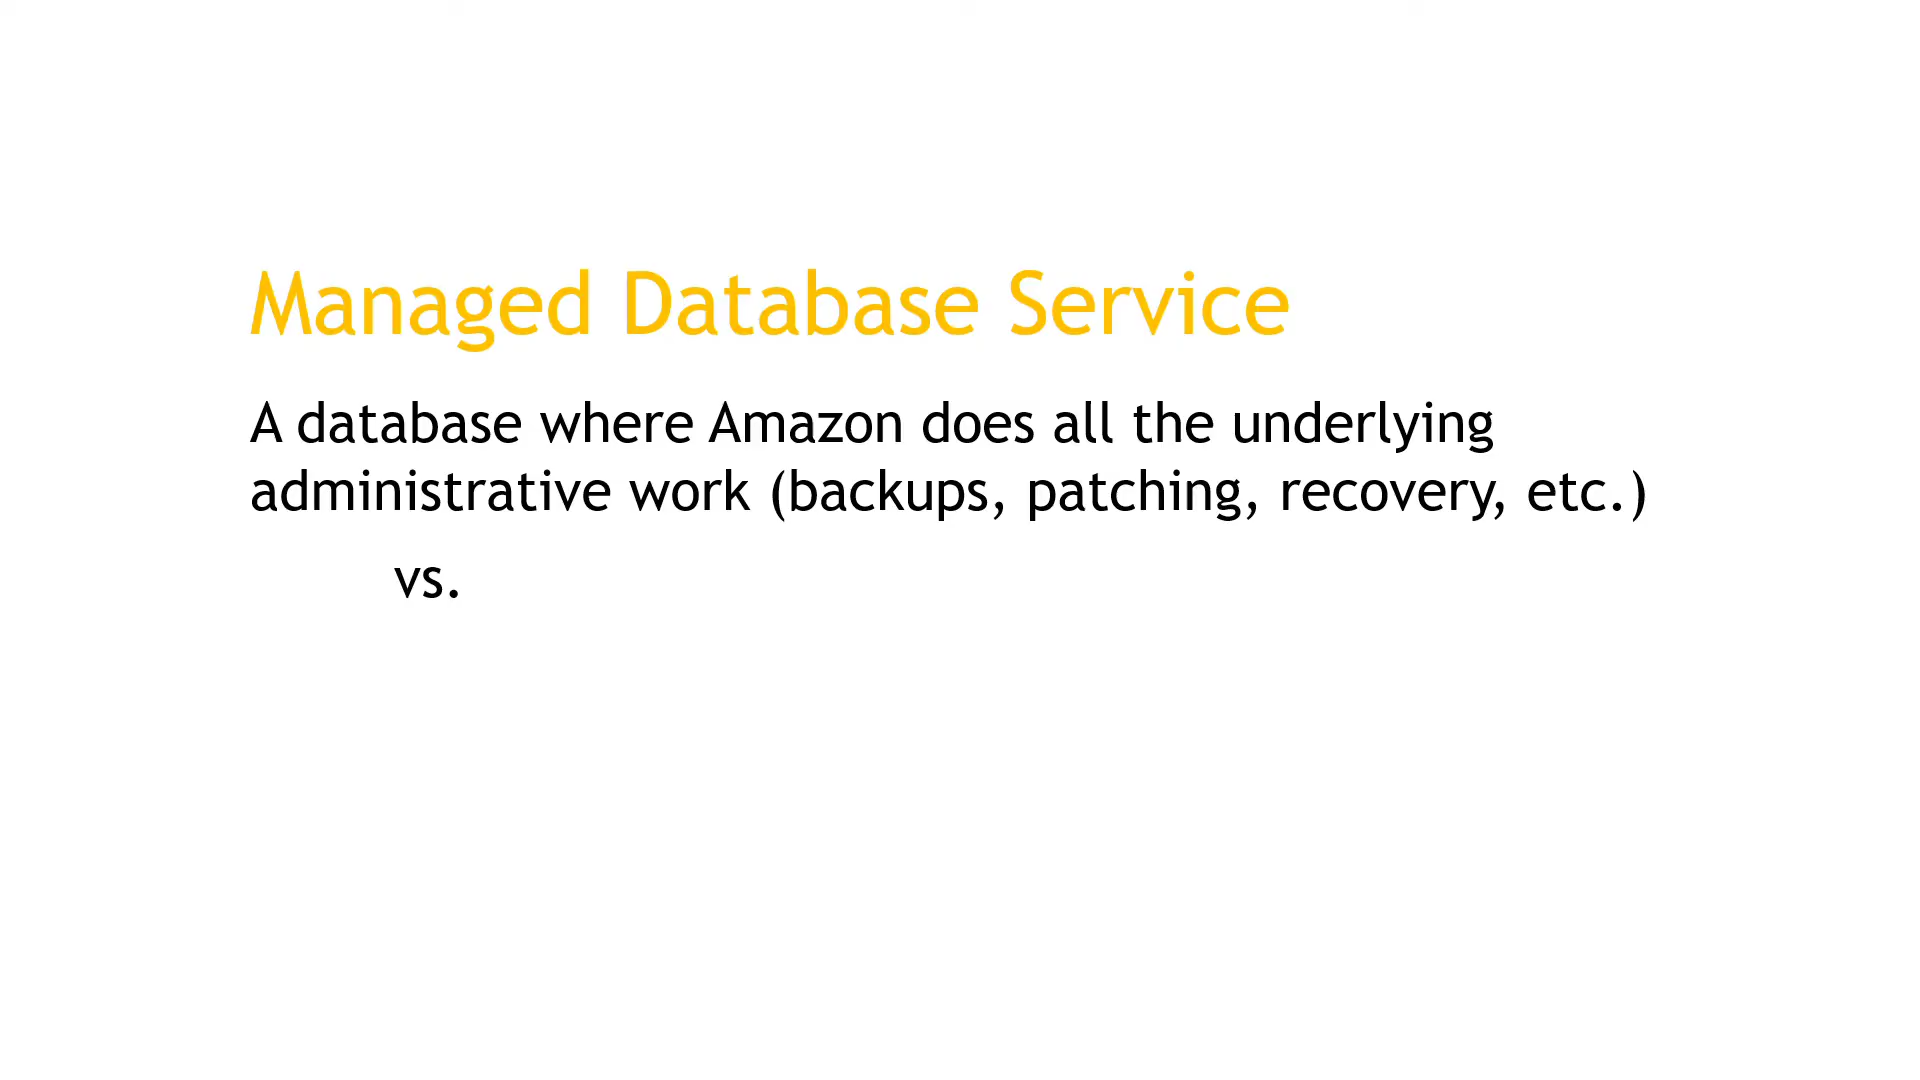 Managed Database Service
A database where Amazon does all the underlying
administrative work (backups, patching, recovery, etc.)
vs.